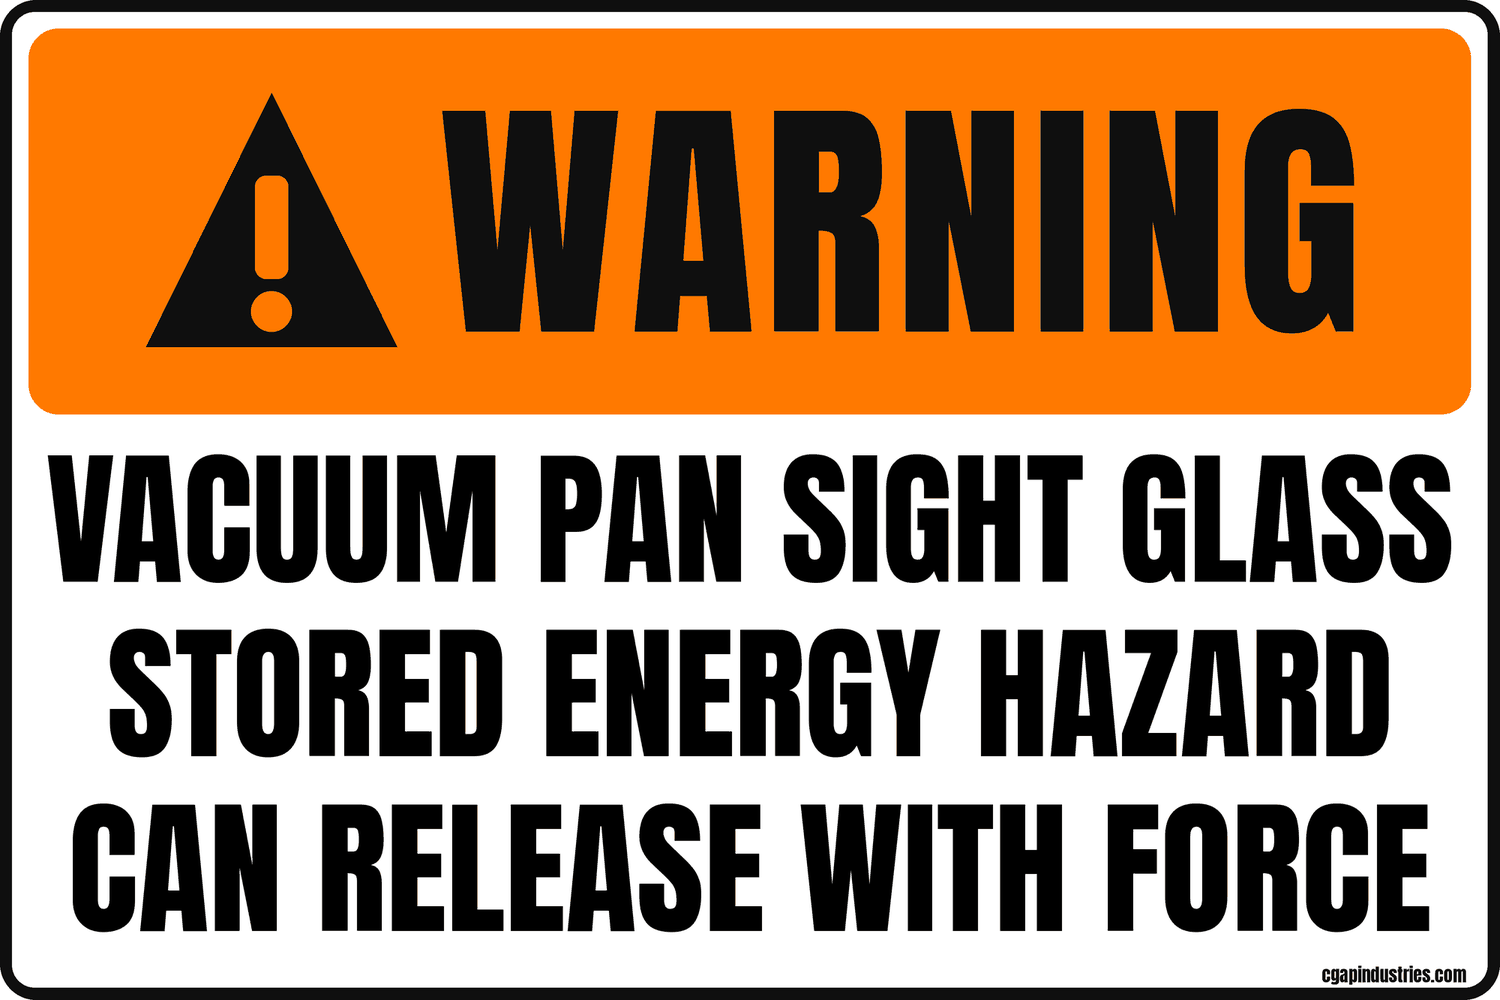 WARNING
VACUUM PAN SIGHT GLASS
STORED ENERGY HAZARD
CAN RELEASE WITH FORCE
cgapindustries.com